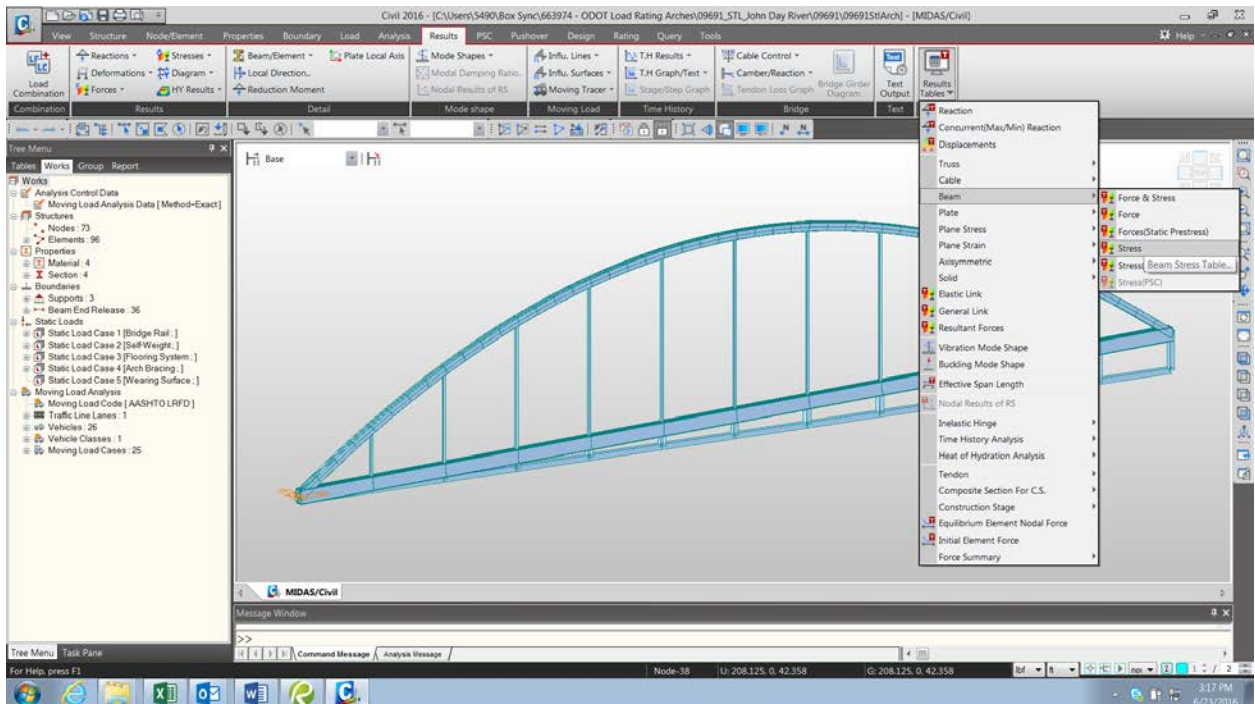 Civil 2016 - [C:\Users\5490\Box Sync\663974 - ODOT Load Rating Arches\09691_STL_John Day River\09691\09691StlArch] - [MIDAS/Civil]
View Structure Node/Element Properties Boundary Load Analysis Results PSC Pushover Design Rating Query Tools Help
Load Combination
Reactions
Deformations
Forces
Stresses
Diagram
HY Results
Beam/Element
Local Direction..
Reduction Moment
Plate Local Axis
Mode Shapes
Modal Damping Ratio..
Nodal Results of RS
Influ. Lines
Influ. Surfaces
Moving Tracer
T.H Results
T.H Graph/Text
Stage/Step Graph
Cable Control
Camber/Reaction
Tendon Loss Graph
Bridge Girder Diagram
Text Output
Results Tables
Combination Results Detail Mode shape Moving Load Time History Bridge Text
Tree Menu
Tables Works Group Report
Base
Works
Analysis Control Data
Moving Load Analysis Data [ Method=Exact]
Structures
Nodes : 73
Elements : 96
Properties
Material : 4
Section : 4
Boundaries
Supports : 3
Beam End Release : 36
Static Loads
Static Load Case 1 [Bridge Rail ; ]
Static Load Case 2 [Self-Weight ; ]
Static Load Case 3 [Flooring System ; ]
Static Load Case 4 [Arch Bracing ; ]
Static Load Case 5 [Wearing Surface ; ]
Moving Load Analysis
Moving Load Code [ AASHTO LRFD ]
Traffic Line Lanes : 1
Vehicles : 26
Vehicle Classes : 1
Moving Load Cases : 25
Reaction
Concurrent(Max/Min) Reaction
Displacements
Truss
Cable
Beam
Plate
Plane Stress
Plane Strain
Axisymmetric
Solid
Elastic Link
General Link
Resultant Forces
Vibration Mode Shape
Buckling Mode Shape
Effective Span Length
Nodal Results of RS
Inelastic Hinge
Time History Analysis
Heat of Hydration Analysis
Tendon
Composite Section For C.S.
Construction Stage
Equilibrium Element Nodal Force
Initial Element Force
Force Summary
Force & Stress
Force
Forces(Static Prestress)
Stress
Stress( Beam Stress Table...
Stress(PSC)
MIDAS/Civil
Message Window
>>
Command Message Analysis Message
Tree Menu Task Pane
For Help, press F1
Node-38 U: 208.125, 0, 42.358 G: 208.125, 0, 42.358 lbf ft non 2 1 / 2
3:17 PM
6/23/2016